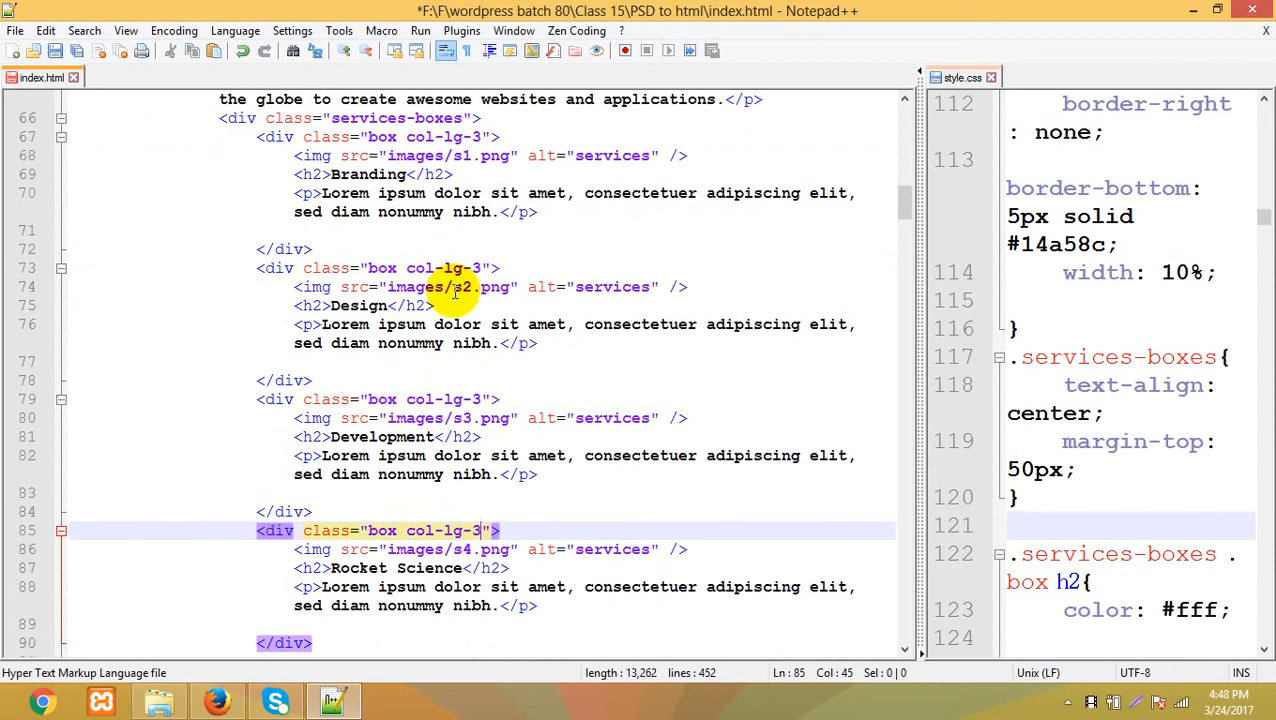 *F:\F\wordpress batch 80\Class 15\PSD to html\index.html - Notepad++
File Edit Search View Encoding Language Settings Tools Macro Run Plugins Window Zen Coding ? X
index.html
style.css
the globe to create awesome websites and applications.</p>
66 <div class="services-boxes">
67 <div class="box col-lg-3">
68 <img src="images/s1.png" alt="services" />
69 <h2>Branding</h2>
70 <p>Lorem ipsum dolor sit amet, consectetuer adipiscing elit,
sed diam nonummy nibh.</p>
71
72 </div>
73 <div class="box col-lg-3">
74 <img src="images/s2.png" alt="services" />
75 <h2>Design</h2>
76 <p>Lorem ipsum dolor sit amet, consectetuer adipiscing elit,
sed diam nonummy nibh.</p>
77
78 </div>
79 <div class="box col-lg-3">
80 <img src="images/s3.png" alt="services" />
81 <h2>Development</h2>
82 <p>Lorem ipsum dolor sit amet, consectetuer adipiscing elit,
sed diam nonummy nibh.</p>
83
84 </div>
85 <div class="box col-lg-3">
86 <img src="images/s4.png" alt="services" />
87 <h2>Rocket Science</h2>
88 <p>Lorem ipsum dolor sit amet, consectetuer adipiscing elit,
sed diam nonummy nibh.</p>
89
90 </div>
112 border-right
: none;
113
border-bottom:
5px solid
#14a58c;
114 width: 10%;
115
116 }
117 .services-boxes{
118 text-align:
center;
119 margin-top:
50px;
120 }
121
122 .services-boxes .
box h2{
123 color: #fff;
124
Hyper Text Markup Language file length : 13,262 lines : 452 Ln : 85 Col : 45 Sel : 0 | 0 Unix (LF) UTF-8 INS
4:48 PM
3/24/2017